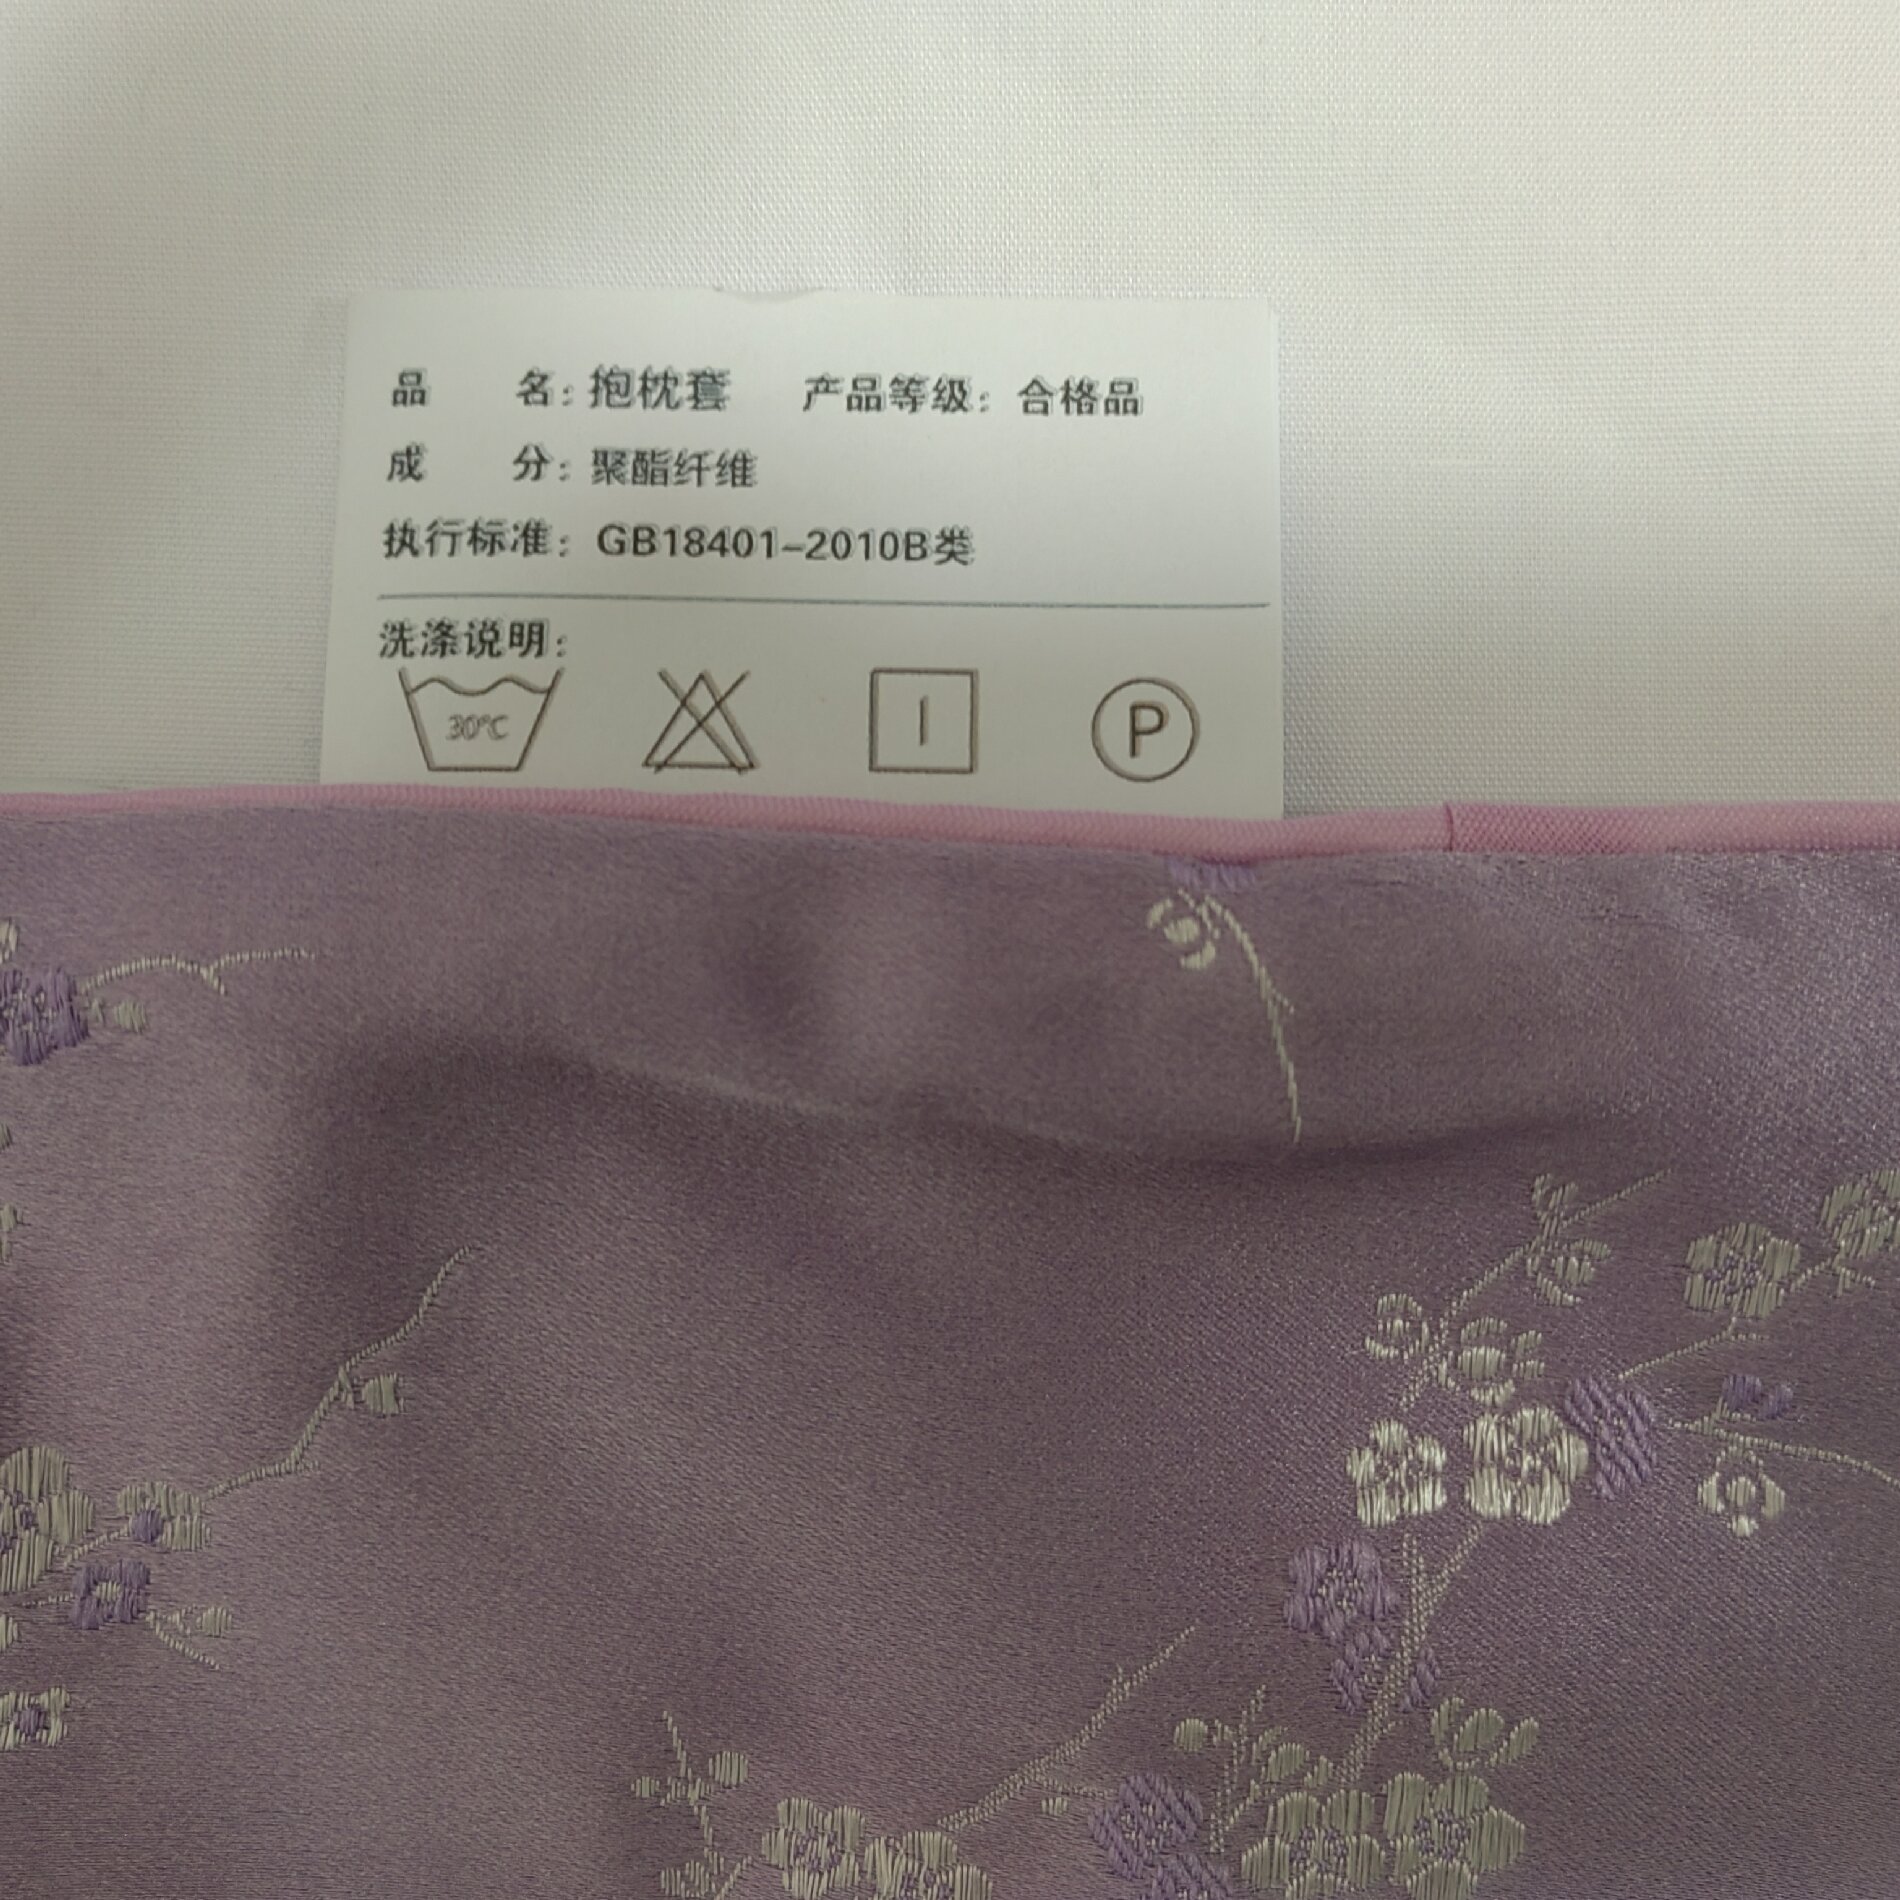 品 名：抱枕套 产品等级：合格品
成 分：聚酯纤维
执行标准：GB18401-2010B类
洗涤说明：
30℃ P